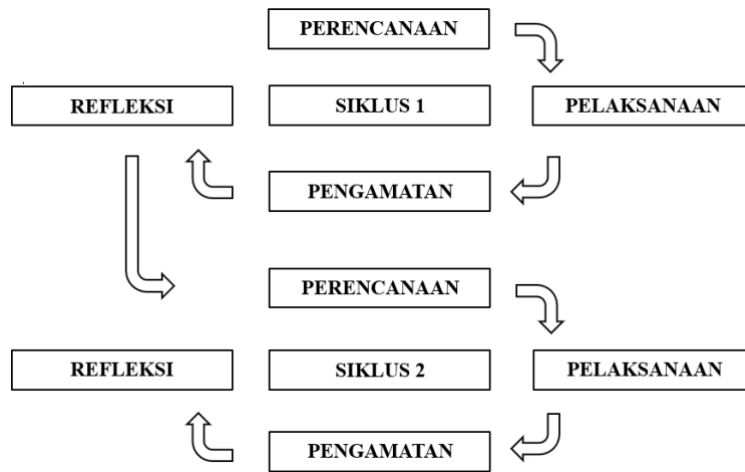 PERENCANAAN
REFLEKSI
SIKLUS 1
PELAKSANAAN
PENGAMATAN
PERENCANAAN
REFLEKSI
SIKLUS 2
PELAKSANAAN
PENGAMATAN